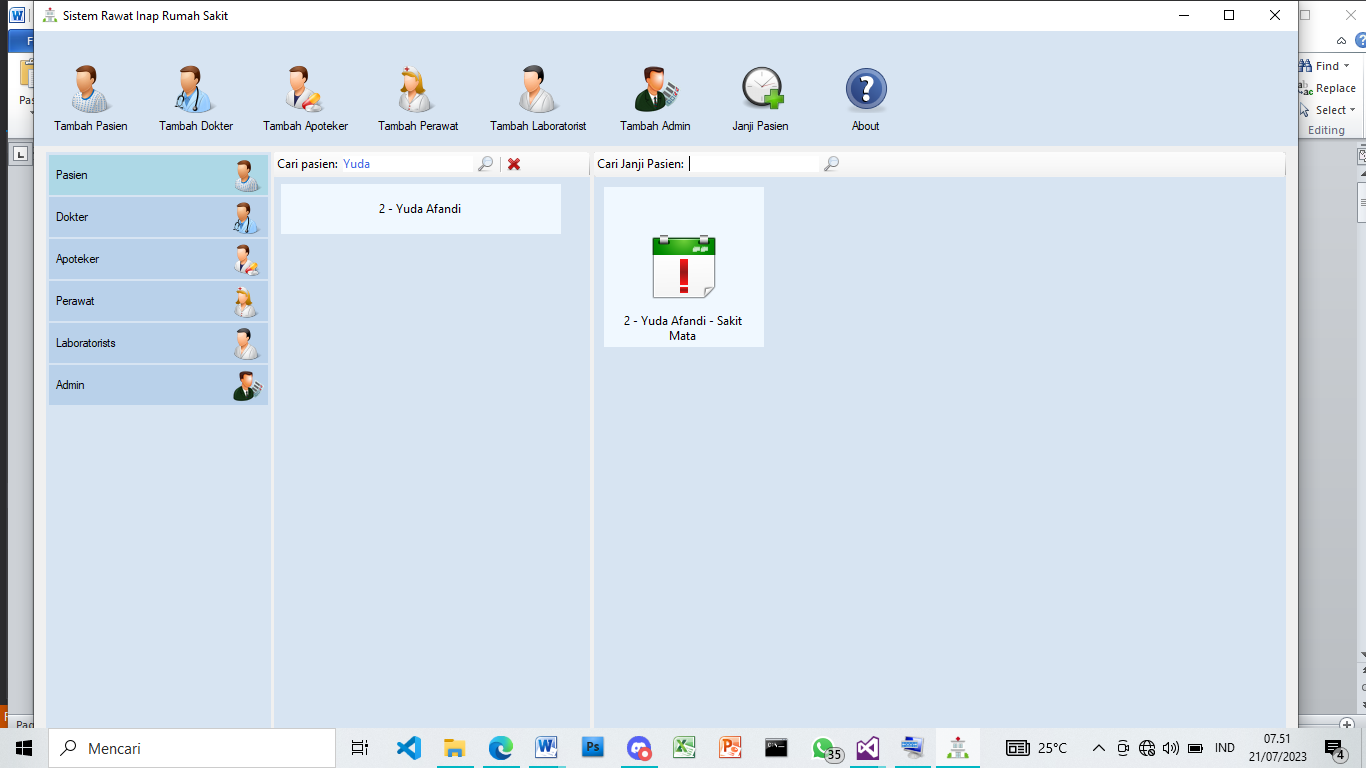 Sistem Rawat Inap Rumah Sakit
Find
Replace
Select
Editing
Tambah Pasien
Tambah Dokter
Tambah Apoteker
Tambah Perawat
Tambah Laboratorist
Tambah Admin
Janji Pasien
About
Pasien
Dokter
Apoteker
Perawat
Laboratorists
Admin
Cari pasien: Yuda
2 - Yuda Afandi
Cari Janji Pasien:
2 - Yuda Afandi - Sakit
Mata
Mencari
Ps
35
25°C
IND
07.51
21/07/2023
4